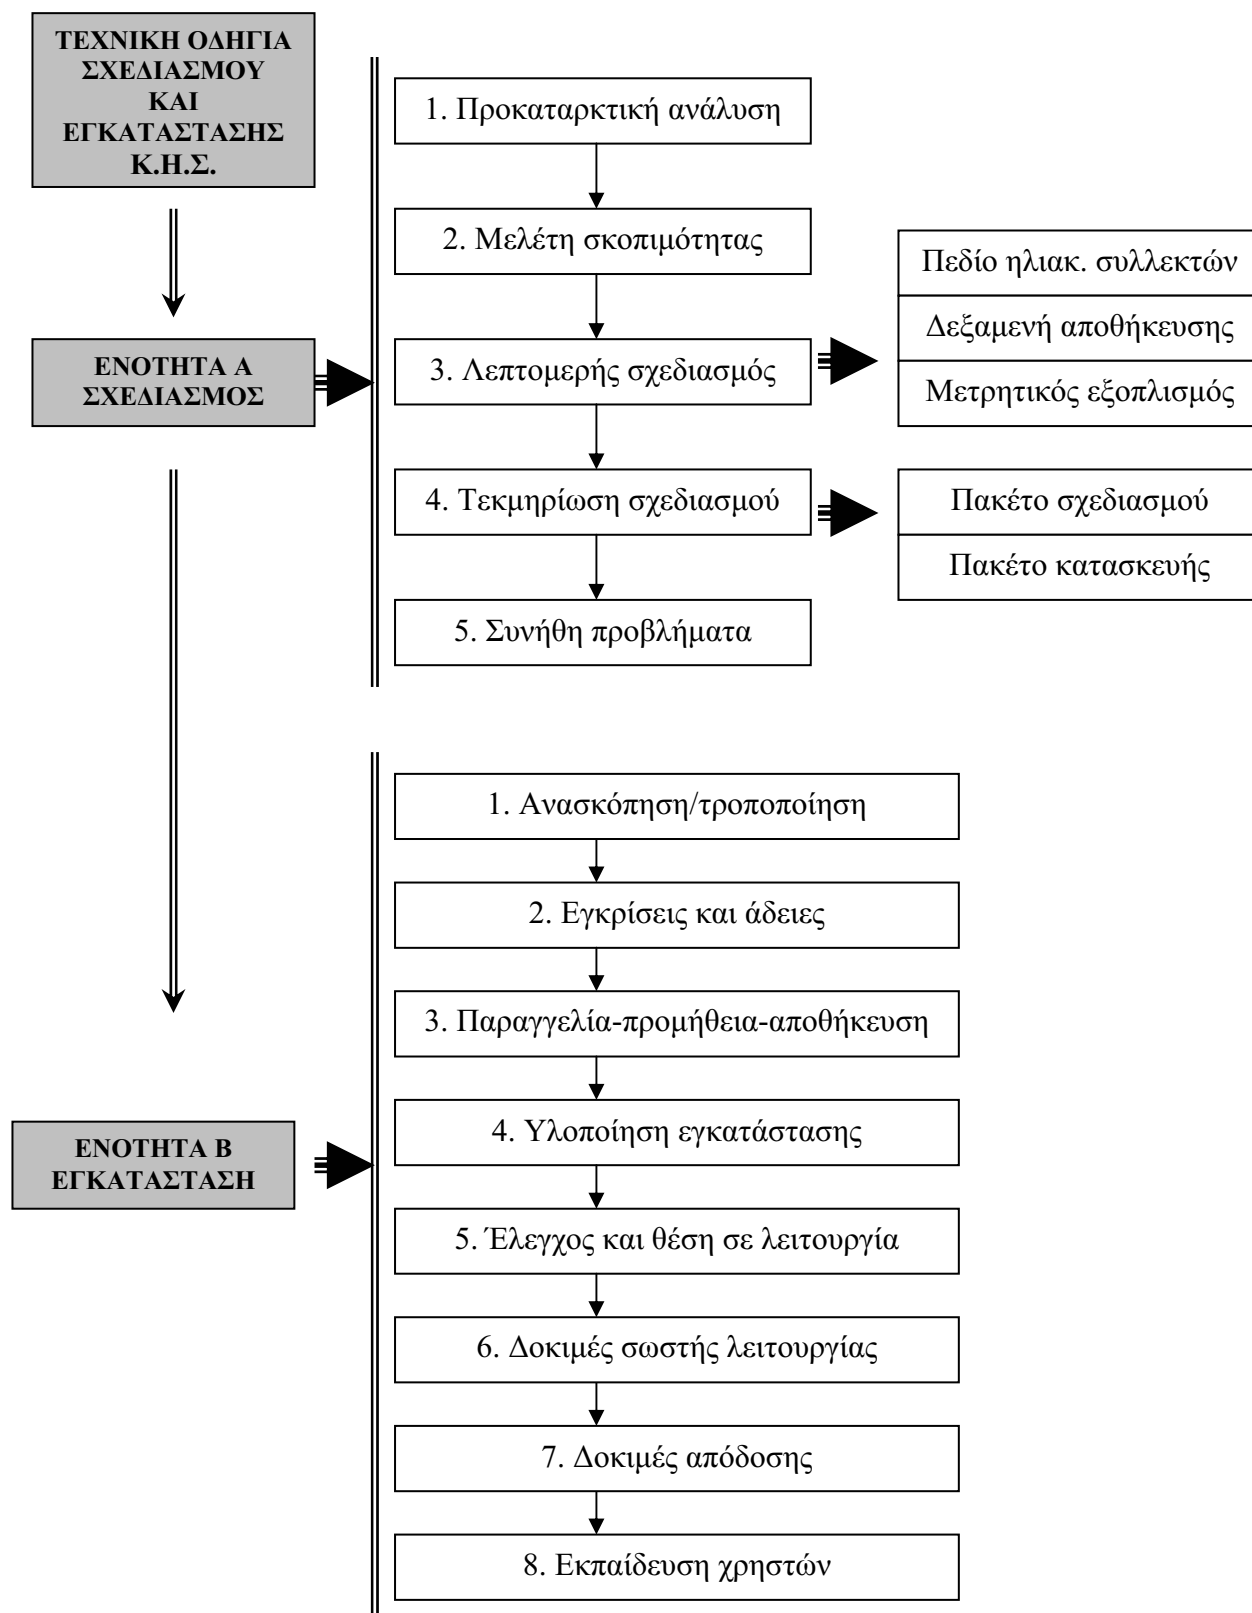 ΤΕΧΝΙΚΗ ΟΔΗΓΙΑ
ΣΧΕΔΙΑΣΜΟΥ
ΚΑΙ
ΕΓΚΑΤΑΣΤΑΣΗΣ
Κ.Η.Σ.
ΕΝΟΤΗΤΑ Α
ΣΧΕΔΙΑΣΜΟΣ
1. Προκαταρκτική ανάλυση
2. Μελέτη σκοπιμότητας
3. Λεπτομερής σχεδιασμός
Πεδίο ηλιακ. συλλεκτών
Δεξαμενή αποθήκευσης
Μετρητικός εξοπλισμός
4. Τεκμηρίωση σχεδιασμού
Πακέτο σχεδιασμού
Πακέτο κατασκευής
5. Συνήθη προβλήματα
ΕΝΟΤΗΤΑ Β
ΕΓΚΑΤΑΣΤΑΣΗ
1. Ανασκόπηση/τροποποίηση
2. Εγκρίσεις και άδειες
3. Παραγγελία-προμήθεια-αποθήκευση
4. Υλοποίηση εγκατάστασης
5. Έλεγχος και θέση σε λειτουργία
6. Δοκιμές σωστής λειτουργίας
7. Δοκιμές απόδοσης
8. Εκπαίδευση χρηστών